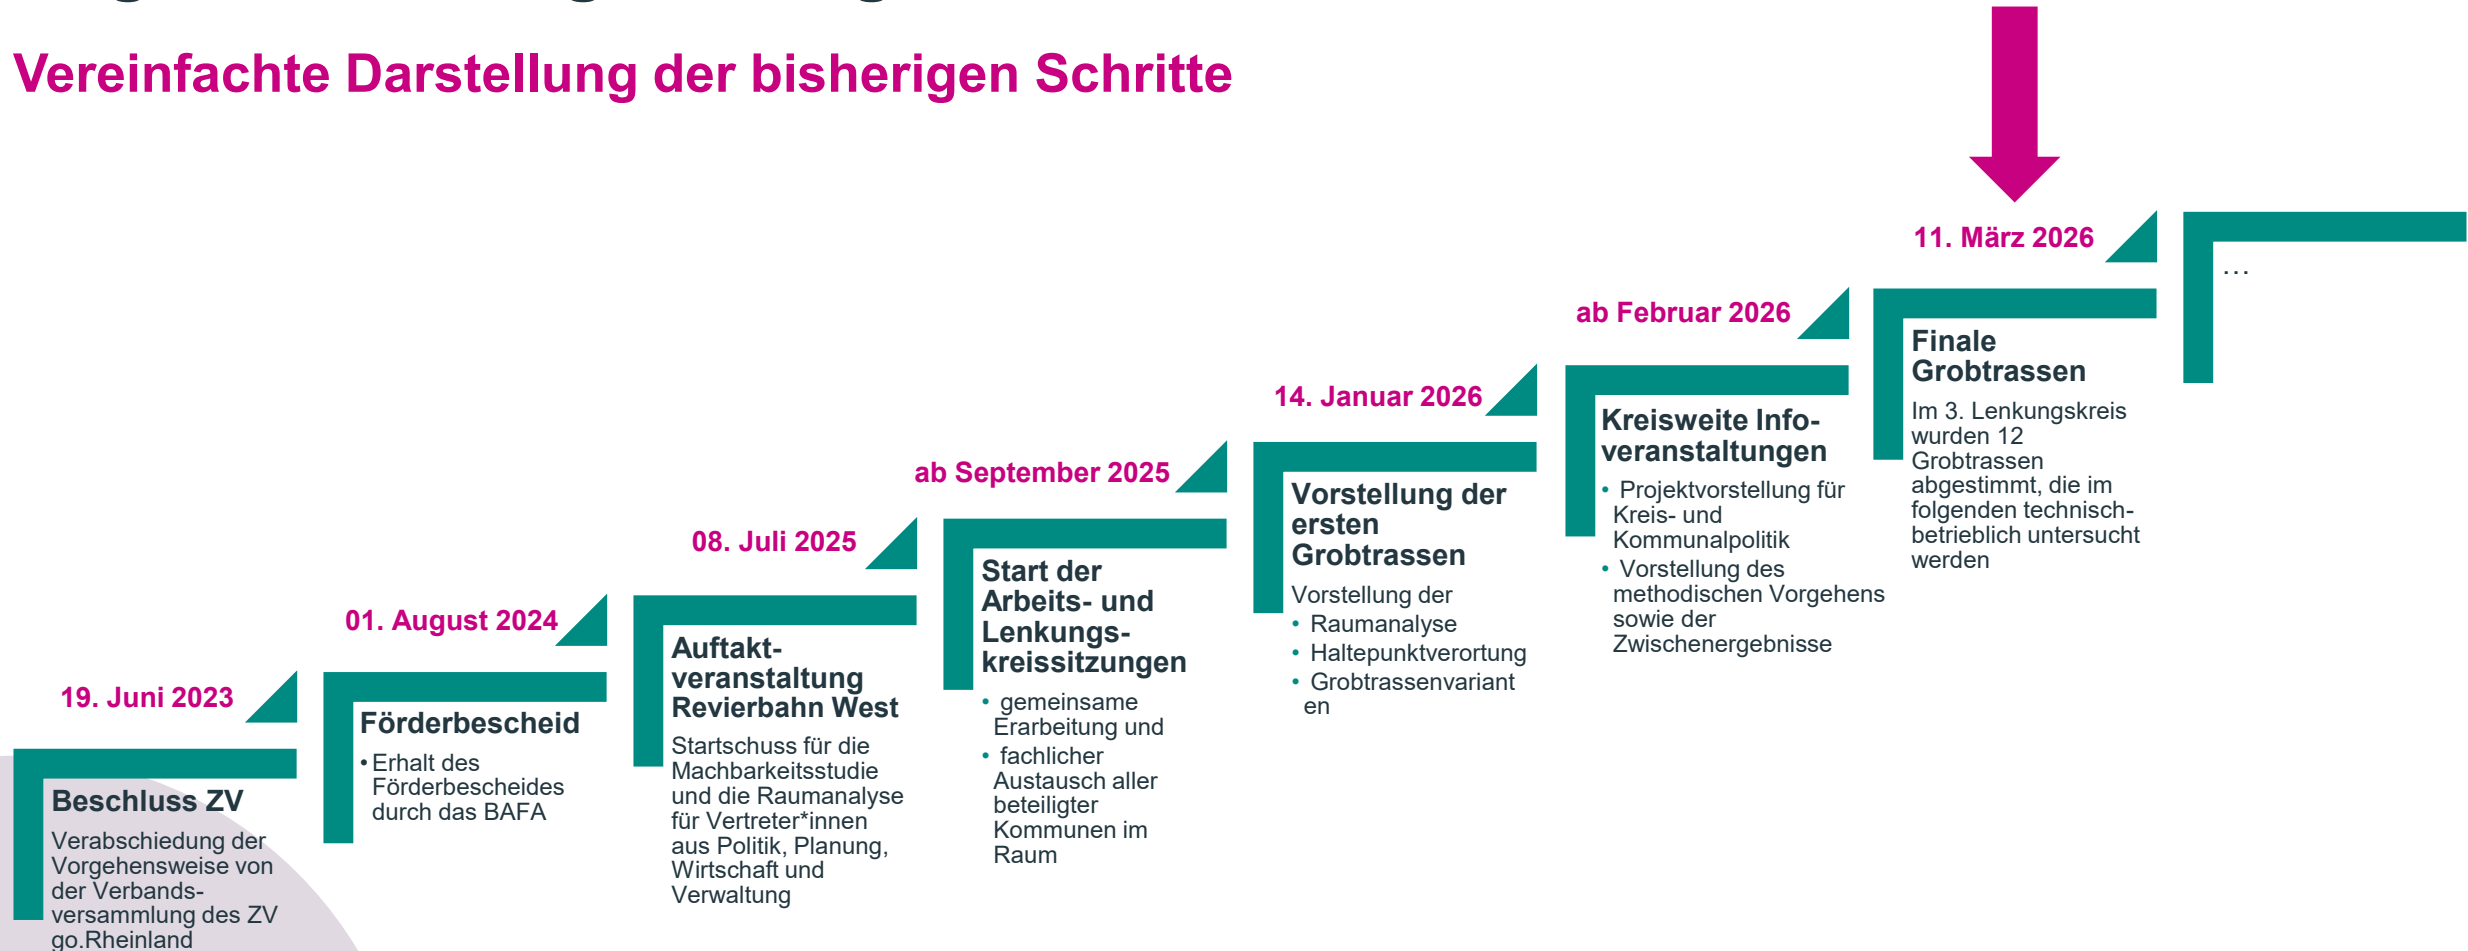 Vereinfachte Darstellung der bisherigen Schritte
19. Juni 2023
Beschluss ZV
Verabschiedung der
Vorgehensweise von
der Verbands-
versammlung des ZV
go.Rheinland
01. August 2024
Förderbescheid
• Erhalt des
Förderbescheides
durch das BAFA
08. Juli 2025
Auftakt-
veranstaltung
Revierbahn West
Startschuss für die
Machbarkeitsstudie
und die Raumanalyse
für Vertreter*innen
aus Politik, Planung,
Wirtschaft und
Verwaltung
ab September 2025
Start der
Arbeits- und
Lenkungs-
kreissitzungen
• gemeinsame
Erarbeitung und
• fachlicher
Austausch aller
beteiligter
Kommunen im
Raum
14. Januar 2026
Vorstellung der
ersten
Grobtrassen
Vorstellung der
• Raumanalyse
• Haltepunktverortung
• Grobtrassenvariant
en
ab Februar 2026
Kreisweite Info-
veranstaltungen
• Projektvorstellung für
Kreis- und
Kommunalpolitik
• Vorstellung des
methodischen Vorgehens
sowie der
Zwischenergebnisse
11. März 2026
Finale
Grobtrassen
Im 3. Lenkungskreis
wurden 12
Grobtrassen
abgestimmt, die im
folgenden technisch-
betrieblich untersucht
werden
…